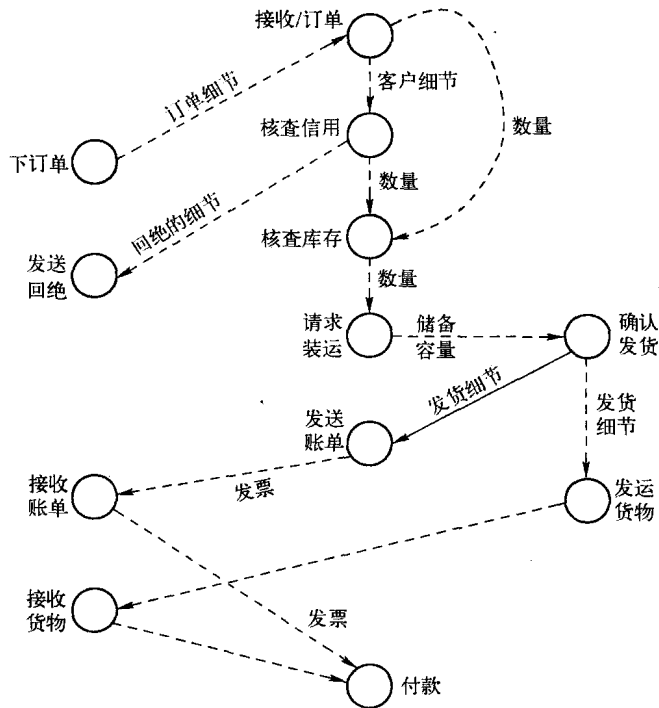 接收/订单
订单细节
客户细节
数量
下订单
核查信用
数量
回绝的细节
核查库存
发送
回绝
数量
请求
装运
储备
容量
确认
发货
发货细节
发货
细节
发送
账单
接收
账单
发票
发运
货物
接收
货物
发票
付款